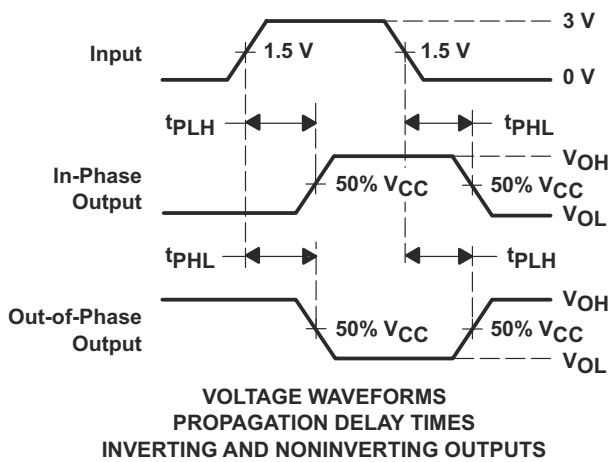 3 V
Input
1.5 V
1.5 V
0 V
tPLH
tPHL
VOH
In-Phase
Output
50% VCC
50% VCC
VOL
tPHL
tPLH
VOH
Out-of-Phase
Output
50% VCC
50% VCC
VOL
VOLTAGE WAVEFORMS
PROPAGATION DELAY TIMES
INVERTING AND NONINVERTING OUTPUTS